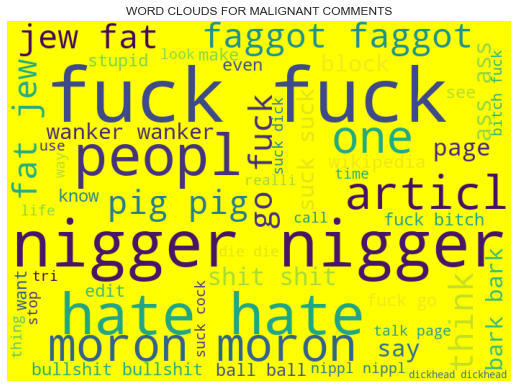 WORD CLOUDS FOR MALIGNANT COMMENTS
jew fat
faggot faggot
stupid
look
make
even
block
ass ass
bitch fuck
see
fat jew
fuck fuck
go fuck
suck dick
suck suck
wanker wanker
one
page
use
way
peopl
wikipedia
realli
time
know
pig pig
articl
life
call
fuck bitch
nigger nigger
die die
shit shit
think
bark bark
thing
want
stop
tri
edit
suck cock
fuck go
hate hate
talk page
moron moron
say
bullshit bullshit
ball ball
nippl nippl
dickhead dickhead